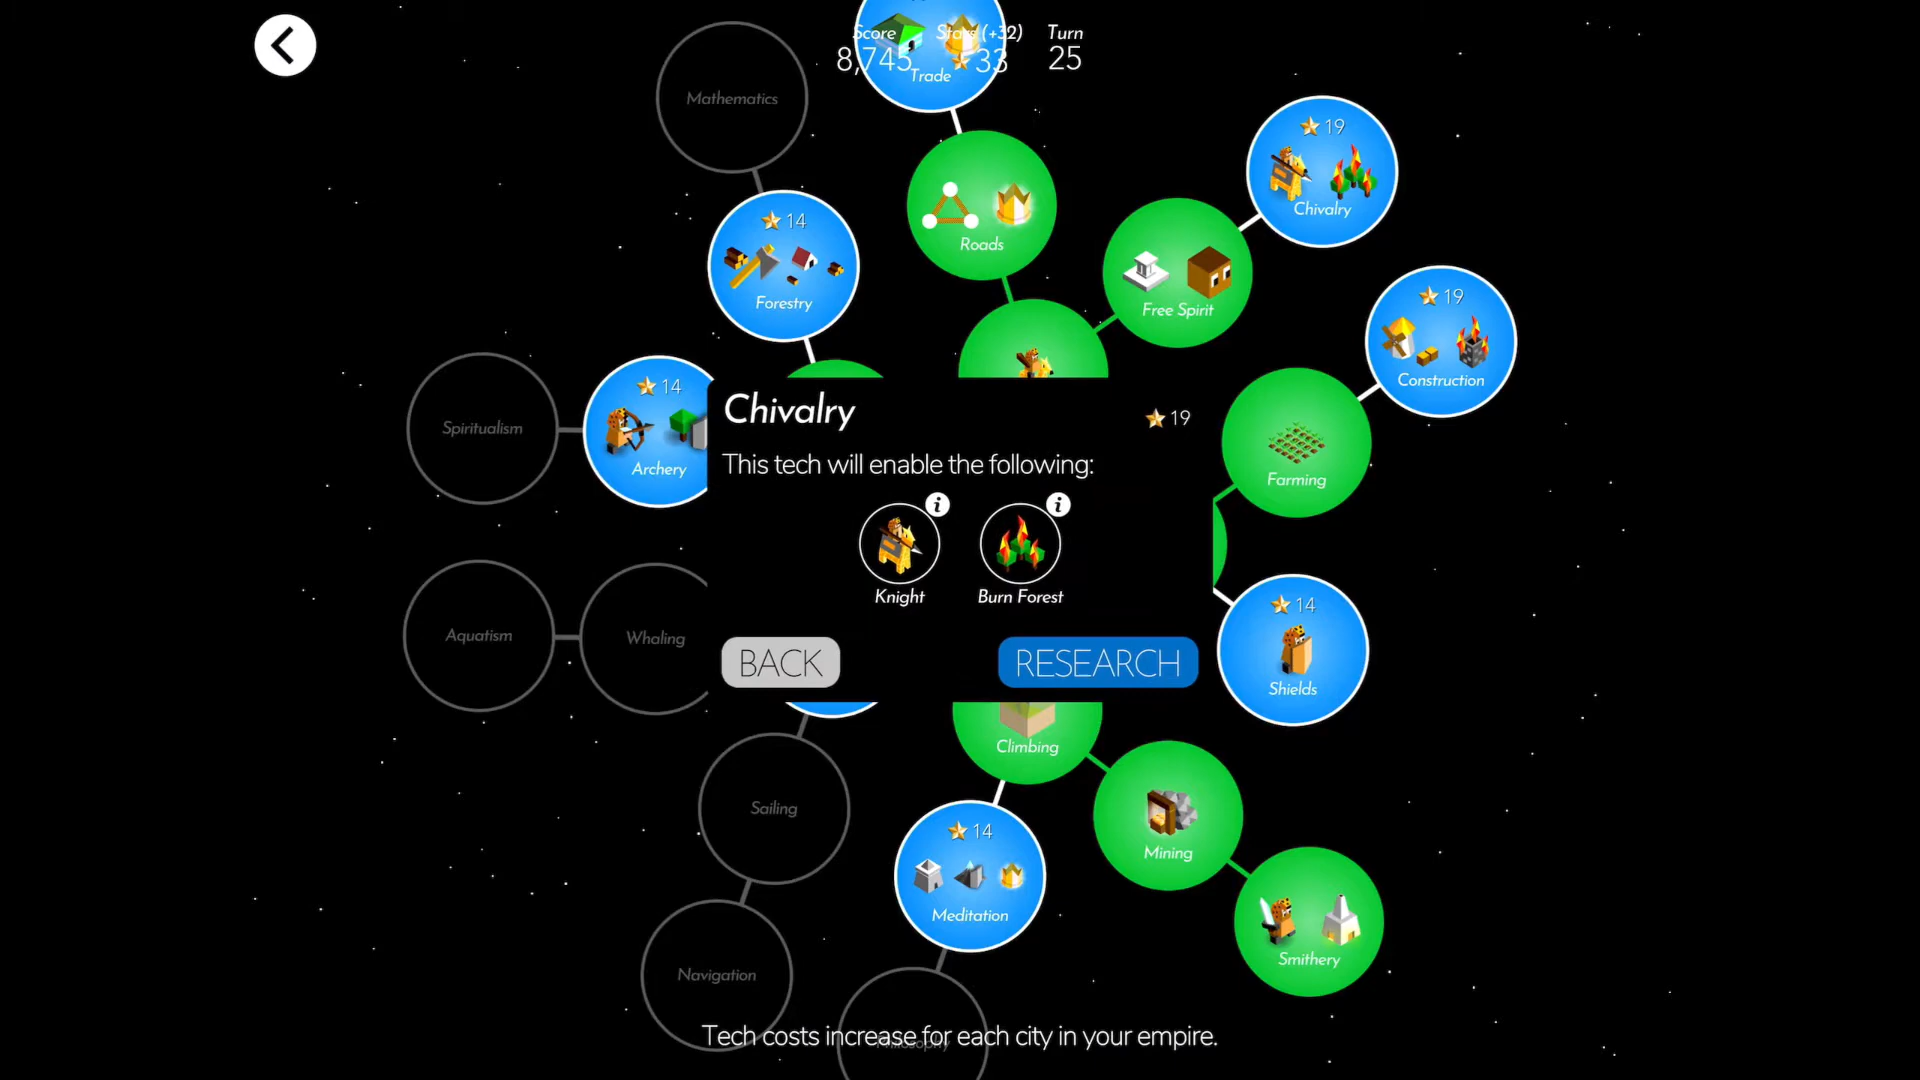 Score Stars (+32) Turn
8,745 33 25
Trade
Mathematics
19
Chivalry
Roads
14
Forestry
Free Spirit
19
Construction
14
Archery
Spiritualism
Farming
Chivalry 19
This tech will enable the following:
Knight
Burn Forest
BACK
RESEARCH
Aquatism
Whaling
14
Shields
Climbing
Sailing
Mining
14
Meditation
Smithery
Navigation
Philosophy
Tech costs increase for each city in your empire.